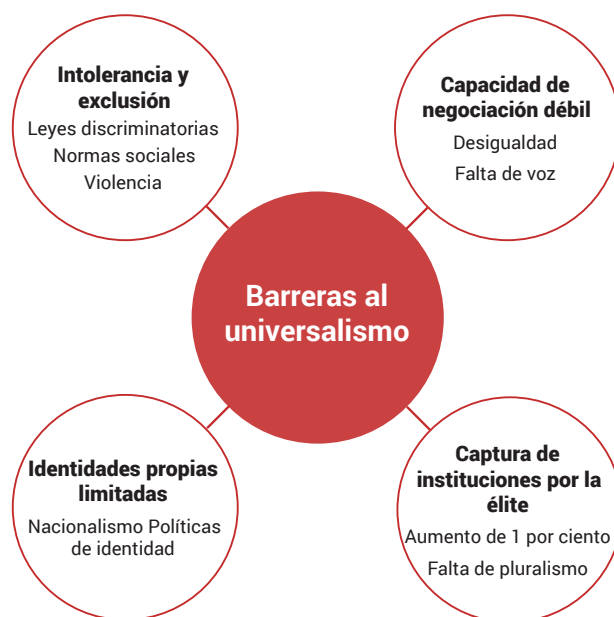 Intolerancia y
exclusión
Leyes discriminatorias
Normas sociales
Violencia
Capacidad de
negociación débil
Desigualdad
Falta de voz
Barreras al
universalismo
Identidades propias
limitadas
Nacionalismo Políticas
de identidad
Captura de
instituciones por la
élite
Aumento de 1 por ciento
Falta de pluralismo